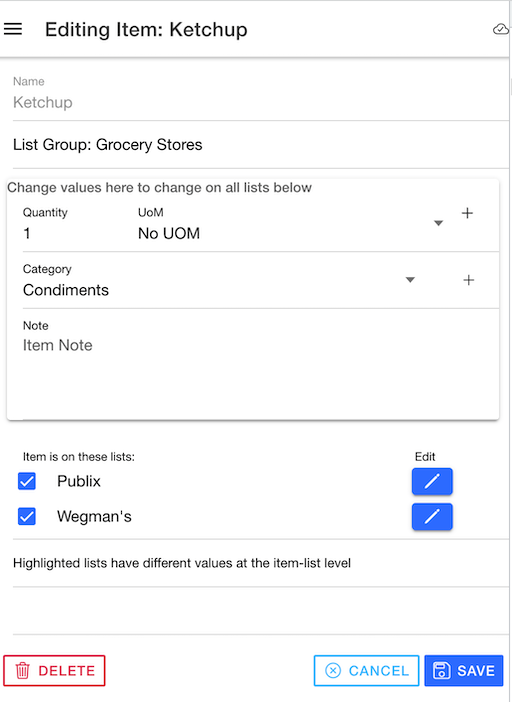 Editing Item: Ketchup
Name
Ketchup
List Group: Grocery Stores
Change values here to change on all lists below
Quantity UoM
1 No UOM
Category
Condiments
Note
Item Note
Item is on these lists: Edit
Publix
Wegman's
Highlighted lists have different values at the item-list level
DELETE CANCEL SAVE